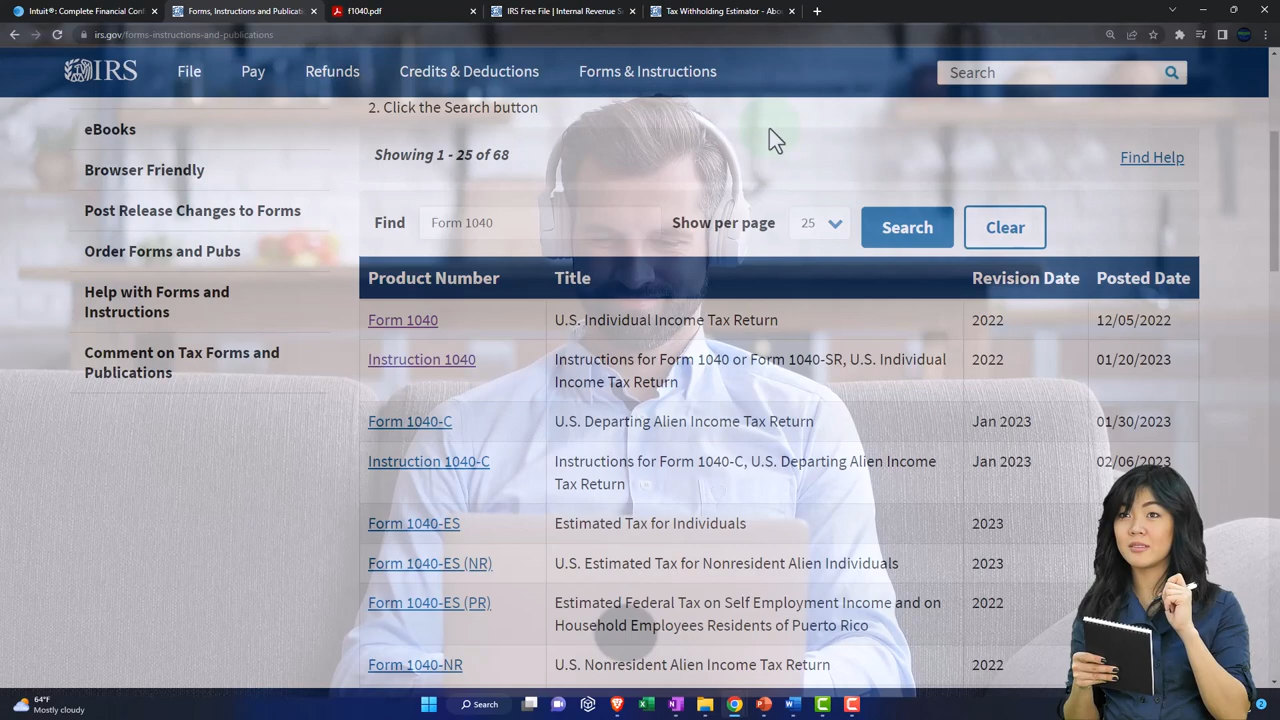 Intuit®: Complete Financial Con
Forms, Instructions and Publicati
f1040.pdf
IRS Free File | Internal Revenue S
Tax Withholding Estimator - Abo
irs.gov/forms-instructions-and-publications
IRS
File
Pay
Refunds
Credits & Deductions
Forms & Instructions
Search
2. Click the Search button
eBooks
Browser Friendly
Post Release Changes to Forms
Order Forms and Pubs
Help with Forms and
Instructions
Comment on Tax Forms and
Publications
Showing 1 - 25 of 68
Find Help
Find
Form 1040
Show per page
25
Search
Clear
Product Number Title Revision Date Posted Date
Form 1040 U.S. Individual Income Tax Return 2022 12/05/2022
Instruction 1040 Instructions for Form 1040 or Form 1040-SR, U.S. Individual 2022 01/20/2023
Income Tax Return
Form 1040-C U.S. Departing Alien Income Tax Return Jan 2023 01/30/2023
Instruction 1040-C Instructions for Form 1040-C, U.S. Departing Alien Income Jan 2023 02/06/2023
Tax Return
Form 1040-ES Estimated Tax for Individuals 2023
Form 1040-ES (NR) U.S. Estimated Tax for Nonresident Alien Individuals 2023
Form 1040-ES (PR) Estimated Federal Tax on Self Employment Income and on 2022
Household Employees Residents of Puerto Rico
Form 1040-NR U.S. Nonresident Alien Income Tax Return 2022
64°F
Mostly cloudy
Search
2